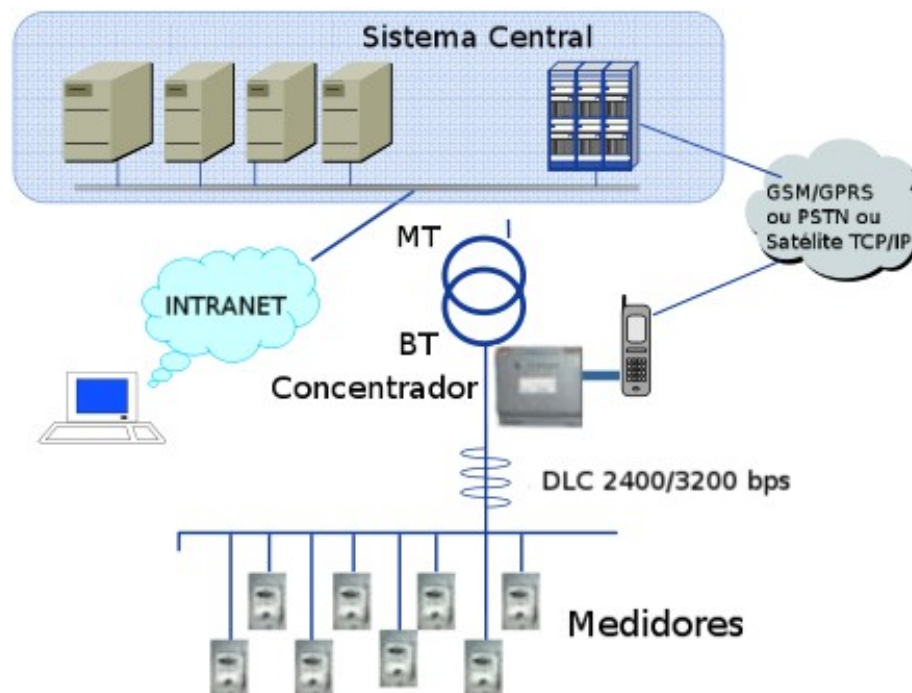 Sistema Central
GSM/GPRS
ou PSTN ou
Satélite TCP/IP
MT
INTRANET
BT
Concentrador
DLC 2400/3200 bps
Medidores